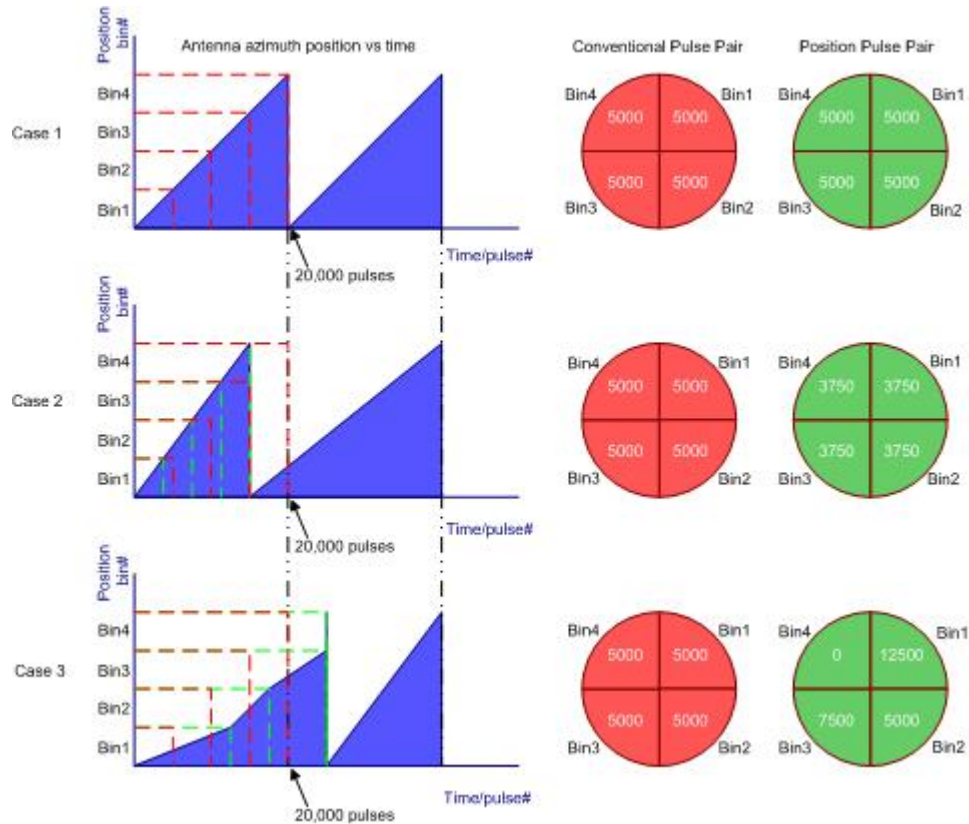 Antenna azimuth position vs time
Conventional Pulse Pair
Position Pulse Pair
Case 1
Position
bin#
Bin4
Bin3
Bin2
Bin1
Time/pulse#
20,000 pulses
Bin4
Bin1
5000
5000
5000
5000
Bin3
Bin2
Bin4
Bin1
5000
5000
5000
5000
Bin3
Bin2
Case 2
Position
bin#
Bin4
Bin3
Bin2
Bin1
Time/pulse#
20,000 pulses
Bin4
Bin1
5000
5000
5000
5000
Bin3
Bin2
Bin4
Bin1
3750
3750
3750
3750
Bin3
Bin2
Case 3
Position
bin#
Bin4
Bin3
Bin2
Bin1
Time/pulse#
20,000 pulses
Bin4
Bin1
5000
5000
5000
5000
Bin3
Bin2
Bin4
Bin1
0
12500
7500
5000
Bin3
Bin2